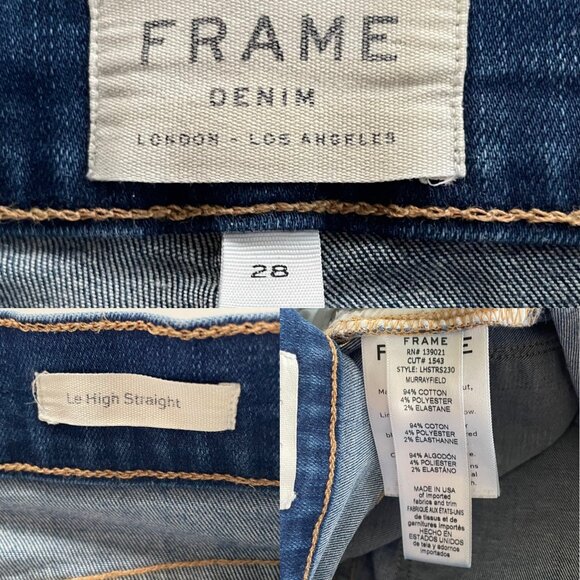 FRAME
DENIM
LONDON - LOS ANGELES
28
Le High Straight
FRAME
RN# 139021
CUT# 1543
STYLE: LHSTRS230
MURRAYFIELD
94% COTTON
4% POLYESTER
2% ELASTANE
94% COTON
4% POLYESTER
2% ÉLASTHANNE
94% ALGODÓN
4% POLIESTER
2% ELASTANO
MADE IN U.S.A
of imported
fabrics and trim
FABRIQUÉ AUX ÉTATS-UNIS
de tissus et de
garnitures importés
HECHO EN
ESTADOS UNIDOS
de tela y adornos
importados